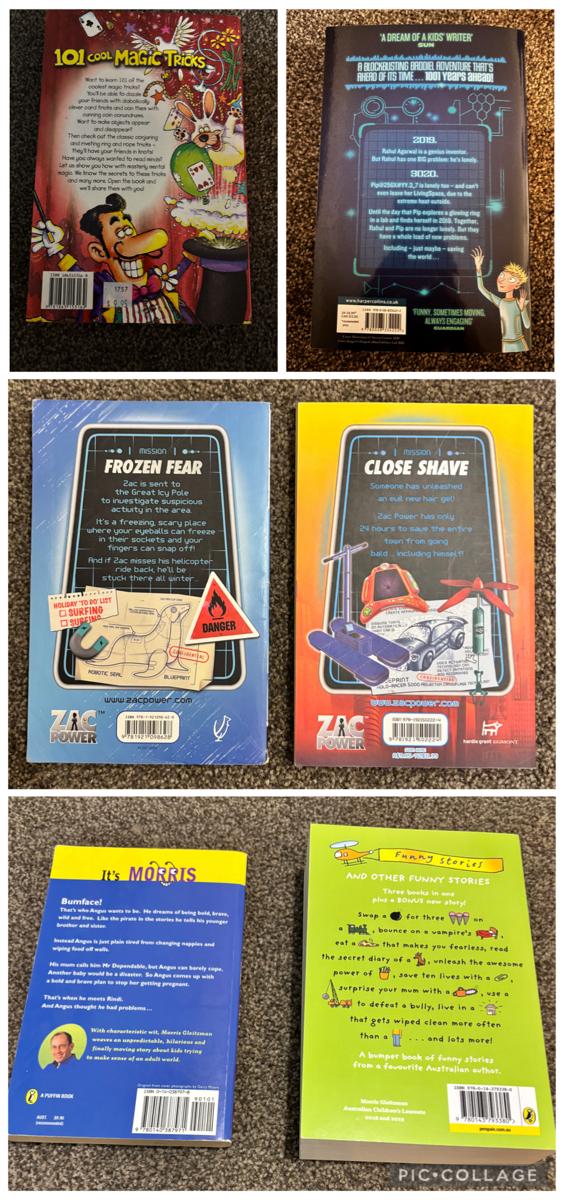 101 COOL MAGIC TRICKS
Want to learn 101 of the
coolest magic tricks?
You'll be able to dazzle
your friends with diabolically
clever card tricks and con them with
cunning coin conundrums.
Want to make objects appear
and disappear?
Then check out the classic conjuring
and riveting ring and rope tricks –
they'll have your friends in knots!
Have you always wanted to read minds?
Let us show you how with masterly mental
magic. We know the secrets to these tricks
and many more. Open the book and
we'll share them with you!
1757
'A DREAM OF A KIDS' WRITER'
SUN
A BLOCKBUSTING BADDIEL ADVENTURE THAT'S
AHEAD OF ITS TIME . . . 1001 YEARS AHEAD!
2019.
Rahul Agarwal is a genius inventor.
But Rahul has one BIG problem: he's lonely.
3020.
is lonely too – and can't
even leave her LivingSpace, due to the
extreme heat outside.
Until the day that Pip explores a glowing ring
in a lab and finds herself in 2019. Together,
Rahul and Pip are no longer lonely. But they
have a whole load of new problems.
Including – just maybe – saving
the world . . .
www.harpercollins.co.uk
'FUNNY, SOMETIMES MOVING,
ALWAYS ENGAGING'
GUARDIAN
MISSION
FROZEN FEAR
Zac is sent to
the Great Icy Pole
to investigate suspicious
activity in the area.
It's a freezing, scary place
where your eyeballs can freeze
in their sockets and your
fingers can snap off!
And if Zac misses his helicopter
ride back, he'll be
stuck there all winter...
HOLIDAY 'TO DO' LIST
SURFING
SURFING
DANGER
CONFIDENTIAL
ROBOTIC SEAL
BLUEPRINT
www.zacpower.com
ZAC
POWER
TM
9 781921 098628
MISSION
CLOSE SHAVE
Someone has unleashed
an evil new hair gel!
Zac Power has only
24 hours to save the entire
town from going
bald ... including himself!
CONFIDENTIAL
www.zacpower.com
ZAC
POWER
hardie grant EGMONT
It's MORRIS
Bumface!
That's who Angus wants to be. He dreams of being bold, brave,
wild and free. Like the pirate in the stories he tells his younger
brother and sister.
Instead Angus is just plain tired from changing nappies and
wiping food off walls.
His mum calls him Mr Dependable, but Angus can barely cope.
Another baby would be a disaster. So Angus comes up with
a bold and brave plan to stop her getting pregnant.
That's when he meets Rindi.
And Angus thought he had problems...
With characteristic wit, Morris Gleitzman
weaves an unpredictable, hilarious and
finally moving story about kids trying
to make sense of an adult world.
A PUFFIN BOOK
AUST.
(recommended)
90101
9 780140 387971
Funny Stories
AND OTHER FUNNY STORIES
Three books in one
plus a BONUS new story!
Swap a for three on
a , bounce on a vampire's ,
eat a that makes you fearless, read
the secret diary of a , unleash the awesome
power of , save ten lives with a ,
surprise your mum with a , use a
to defeat a bully, live in a
that gets wiped clean more often
than a . . . and lots more!
A bumper book of funny stories
from a favourite Australian author.
Morris Gleitzman
Australian Children's Laureate
2018 and 2019
9 780143 793380
penguin.com.au
PIC•COLLAGE